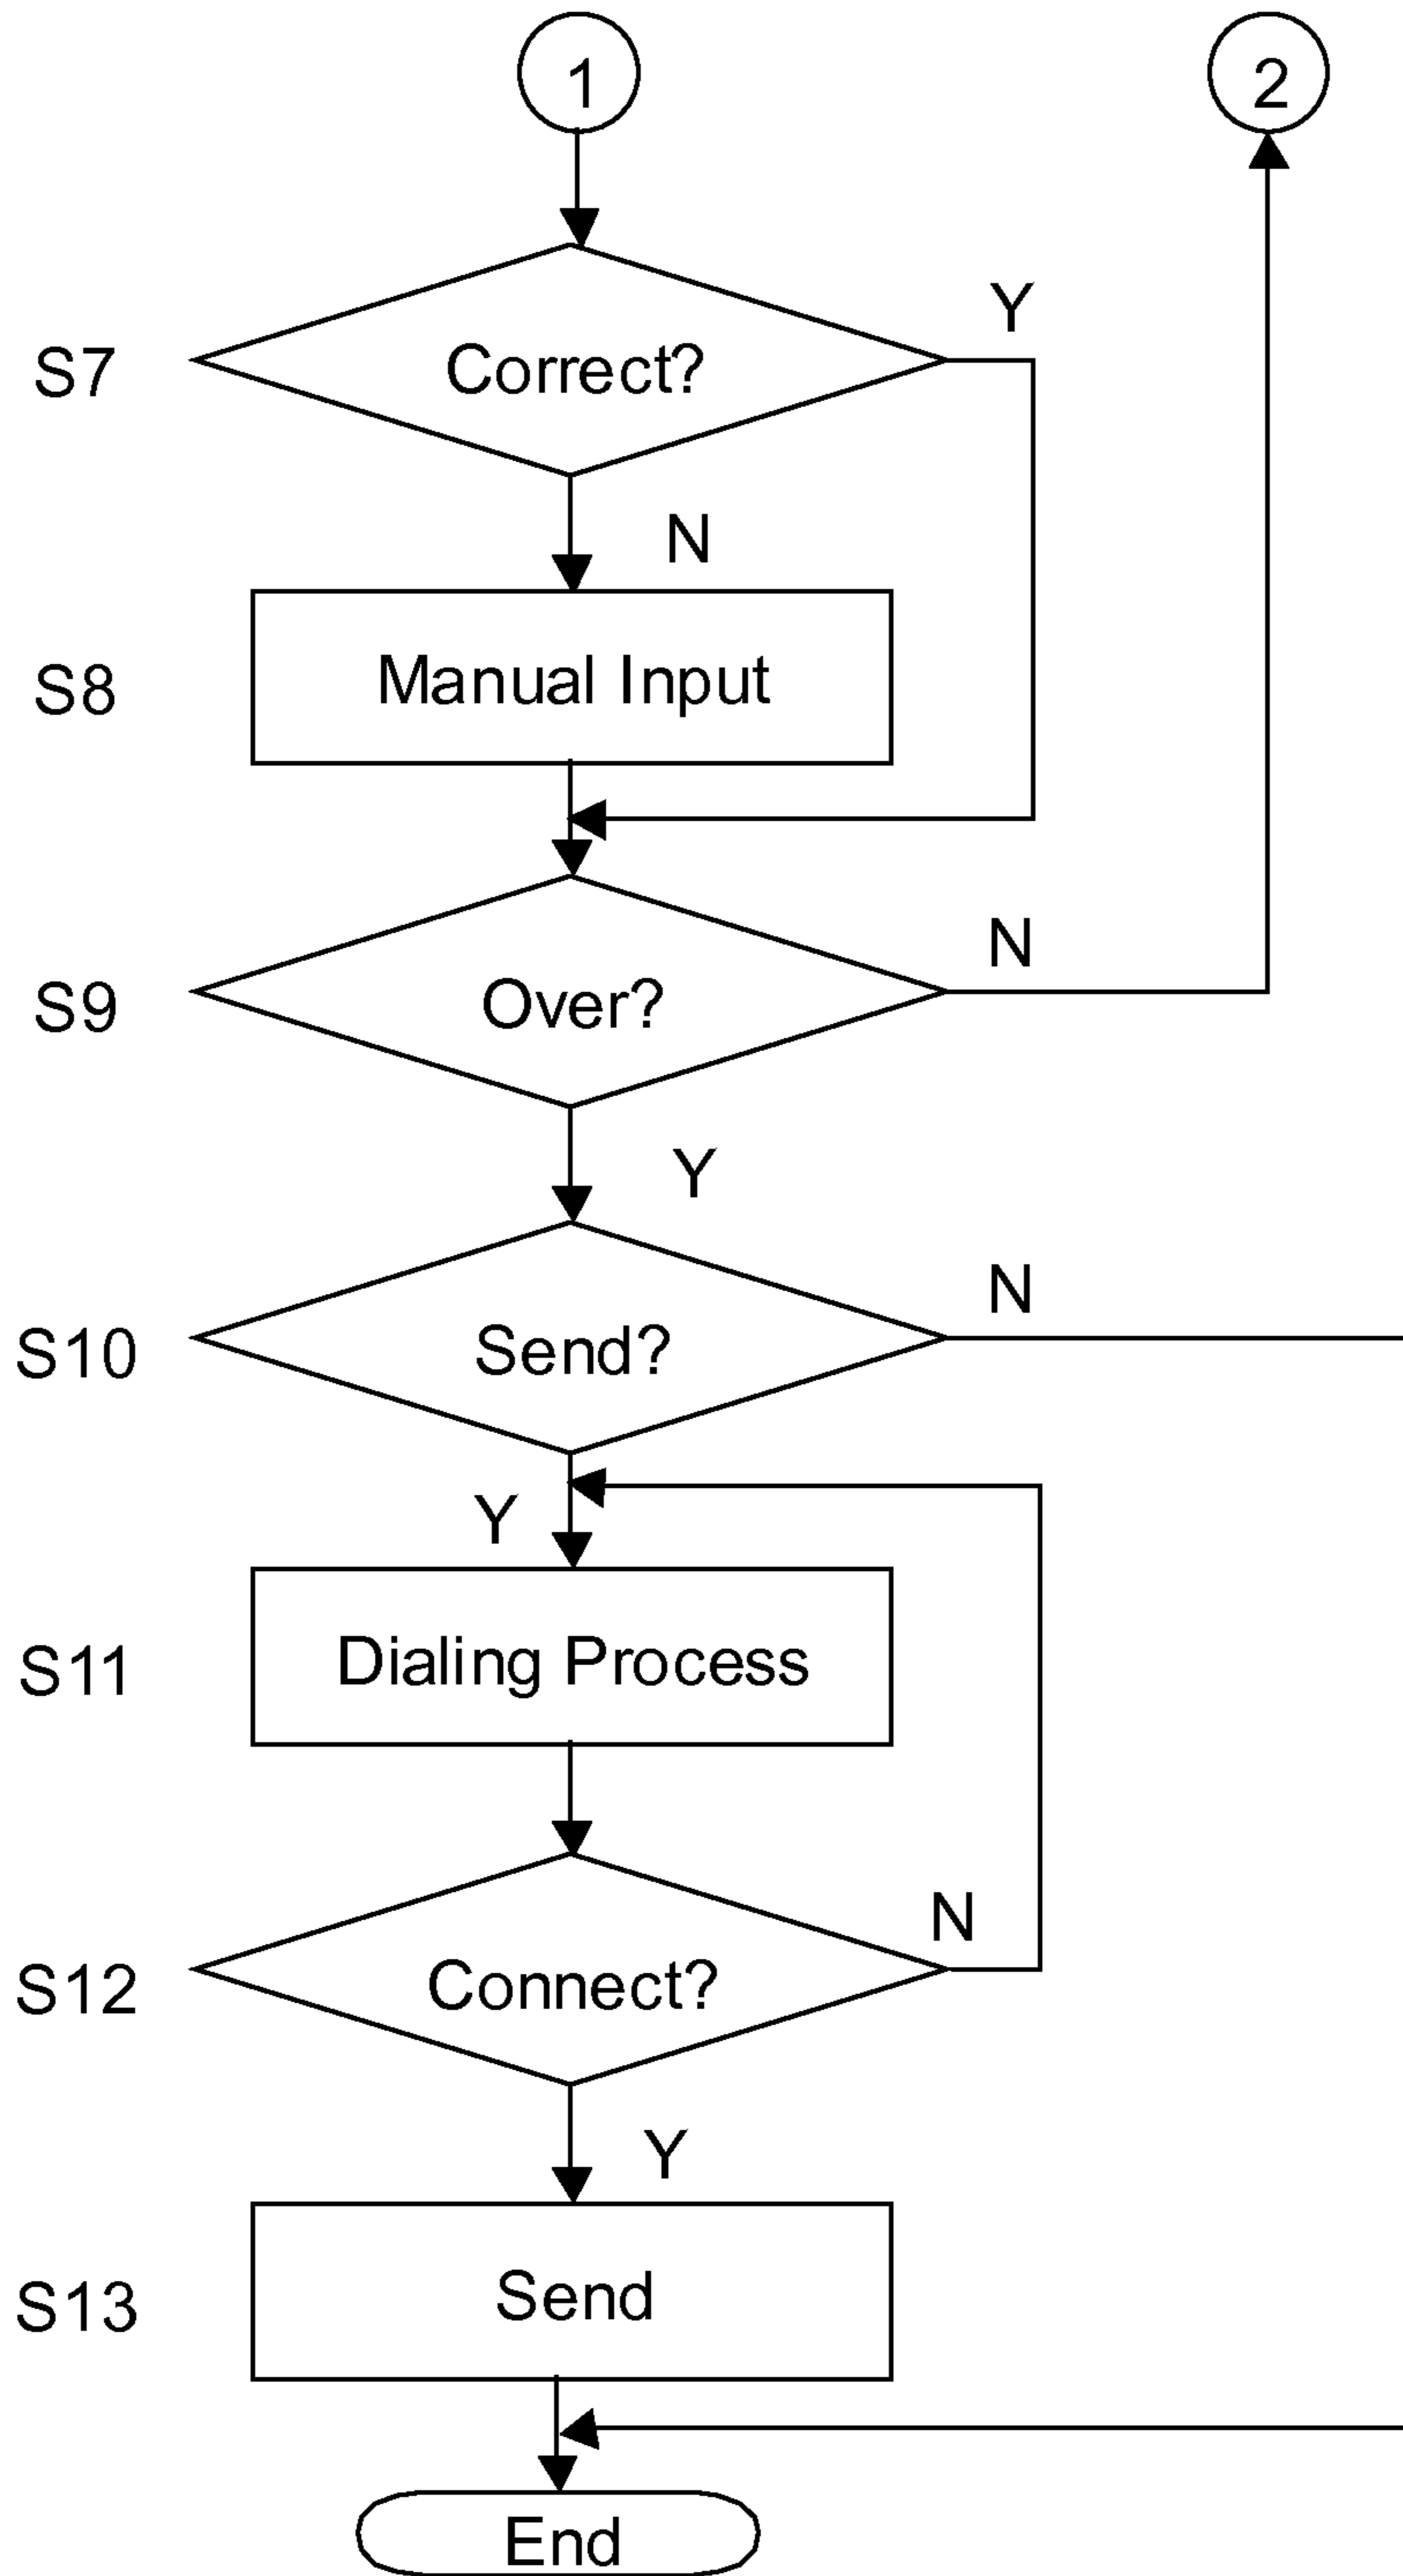 1
2
Y
S7
Correct?
N
S8
Manual Input
N
S9
Over?
Y
N
S10
Send?
Y
S11
Dialing Process
N
S12
Connect?
Y
S13
Send
End